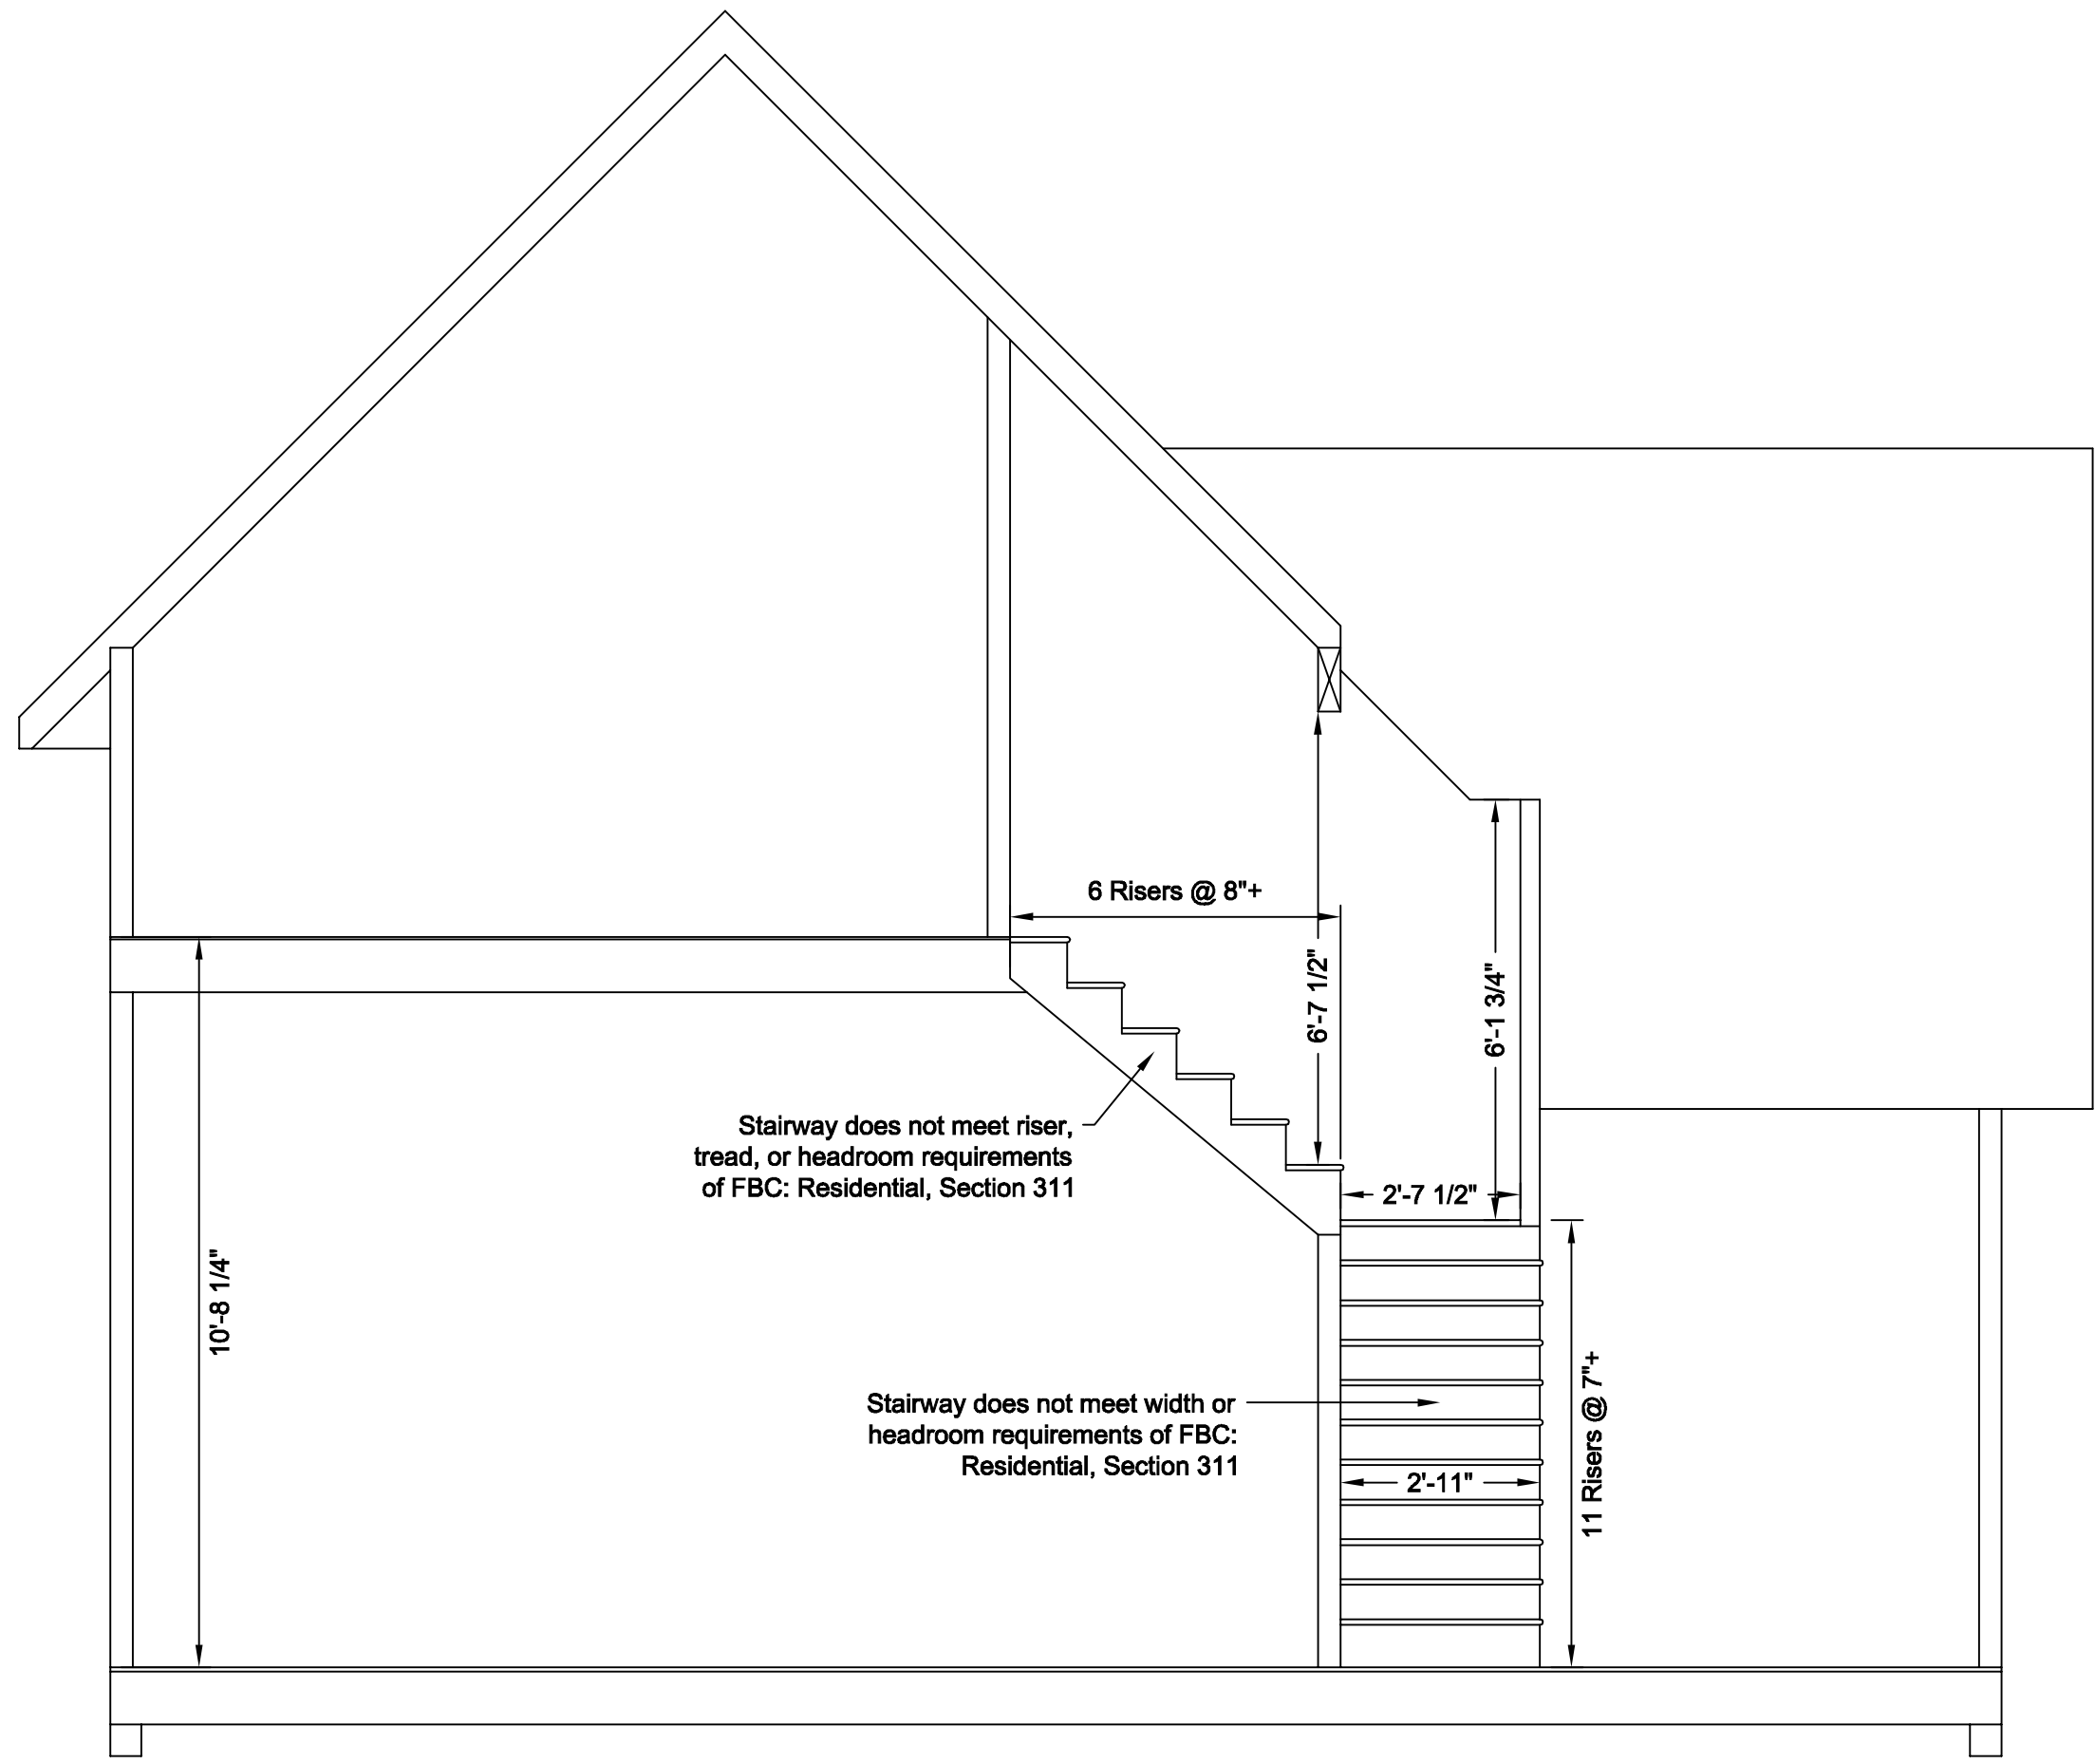 6 Risers @ 8"+
6'-7 1/2"
6'-1 3/4"
Stairway does not meet riser,
tread, or headroom requirements
of FBC: Residential, Section 311
2'-7 1/2"
10'-8 1/4"
Stairway does not meet width or
headroom requirements of FBC:
Residential, Section 311
2'-11"
11 Risers @ 7"+